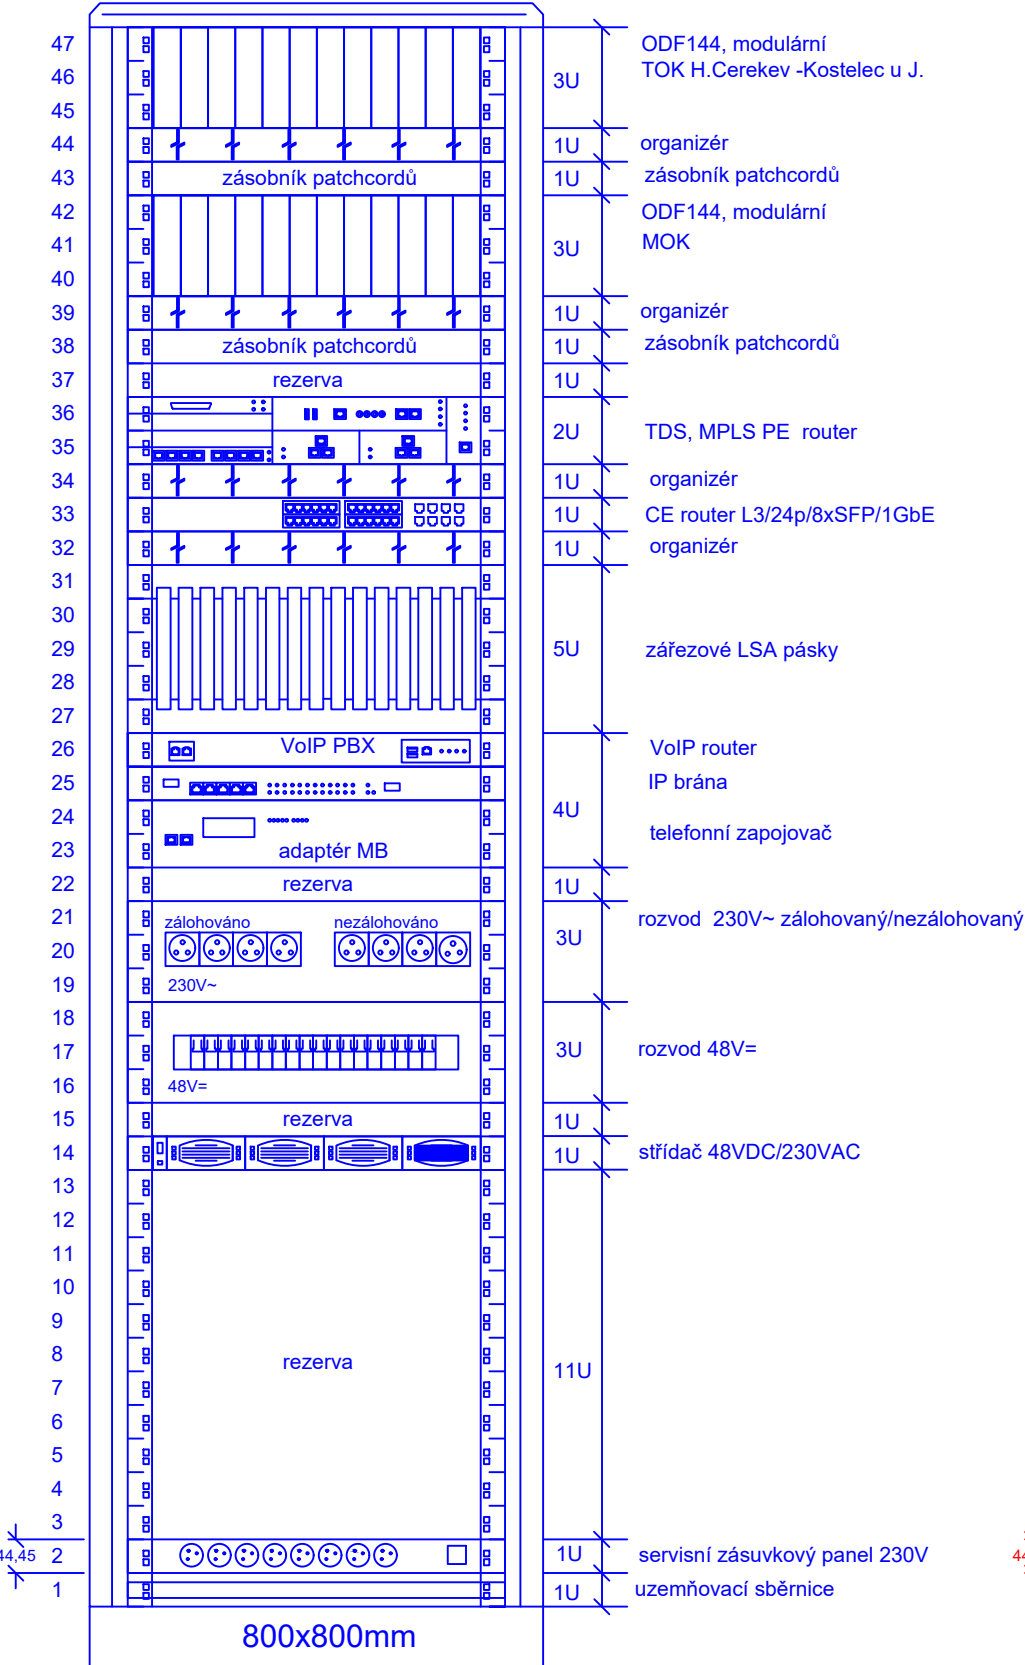 47
ODF144, modulární
46
3U
TOK H.Cerekev -Kostelec u J.
45
44
1U
organizér
43
zásobník patchcordů
1U
zásobník patchcordů
42
ODF144, modulární
41
3U
MOK
40
39
1U
organizér
38
zásobník patchcordů
1U
zásobník patchcordů
37
rezerva
1U
36
2U
TDS, MPLS PE router
35
34
1U
organizér
33
1U
CE router L3/24p/8xSFP/1GbE
32
1U
organizér
31
30
29
5U
zářezové LSA pásky
28
27
26
VoIP PBX
VoIP router
25
IP brána
24
4U
telefonní zapojovač
23
adaptér MB
22
rezerva
1U
21
zálohováno
nezálohováno
rozvod 230V~ zálohovaný/nezálohovaný
20
3U
19
230V~
18
17
3U
rozvod 48V=
16
48V=
15
rezerva
1U
14
1U
střídač 48VDC/230VAC
13
12
11
10
9
8
rezerva
11U
7
6
5
4
3
44,45
2
1U
servisní zásuvkový panel 230V
44
1
1U
uzemňovací sběrnice
800x800mm